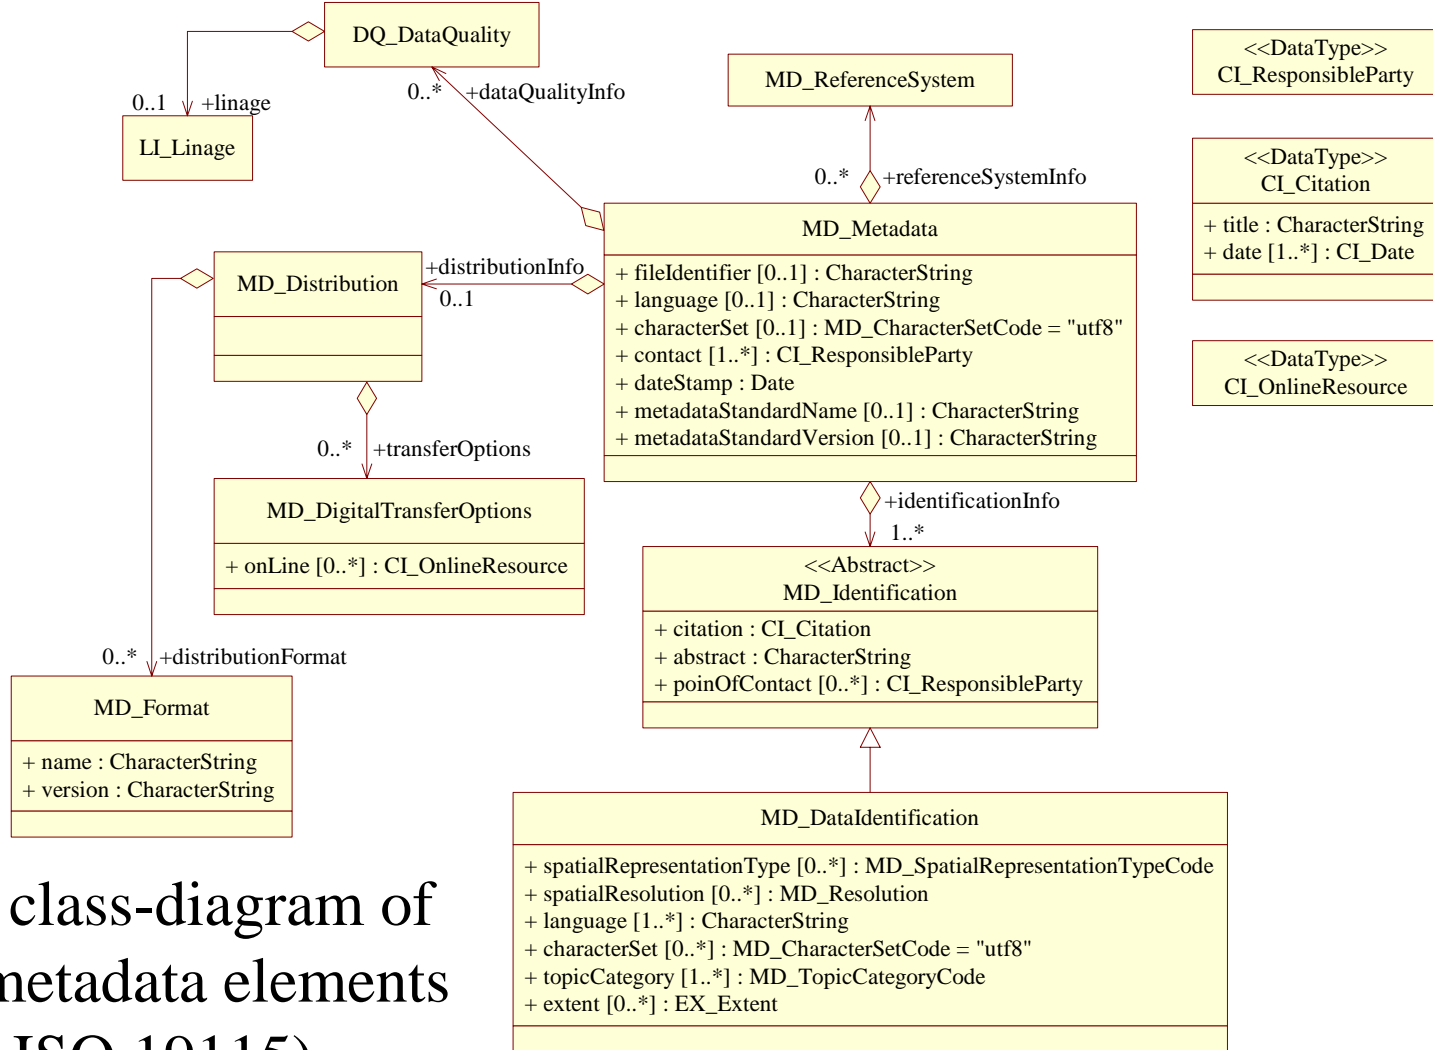 DQ_DataQuality
0..* +dataQualityInfo
0..1 +linage
LI_Linage
MD_ReferenceSystem
0..* +referenceSystemInfo
<<DataType>>
CI_ResponsibleParty
<<DataType>>
CI_Citation
+ title : CharacterString
+ date [1..*] : CI_Date
<<DataType>>
CI_OnlineResource
MD_Metadata
+ fileIdentifier [0..1] : CharacterString
+ language [0..1] : CharacterString
+ characterSet [0..1] : MD_CharacterSetCode = "utf8"
+ contact [1..*] : CI_ResponsibleParty
+ dateStamp : Date
+ metadataStandardName [0..1] : CharacterString
+ metadataStandardVersion [0..1] : CharacterString
+distributionInfo
0..1
MD_Distribution
0..* +transferOptions
MD_DigitalTransferOptions
+ onLine [0..*] : CI_OnlineResource
0..* +distributionFormat
MD_Format
+ name : CharacterString
+ version : CharacterString
+identificationInfo
1..*
<<Abstract>>
MD_Identification
+ citation : CI_Citation
+ abstract : CharacterString
+ poinOfContact [0..*] : CI_ResponsibleParty
MD_DataIdentification
+ spatialRepresentationType [0..*] : MD_SpatialRepresentationTypeCode
+ spatialResolution [0..*] : MD_Resolution
+ language [1..*] : CharacterString
+ characterSet [0..*] : MD_CharacterSetCode = "utf8"
+ topicCategory [1..*] : MD_TopicCategoryCode
+ extent [0..*] : EX_Extent
class-diagram of
metadata elements
ISO 19115)